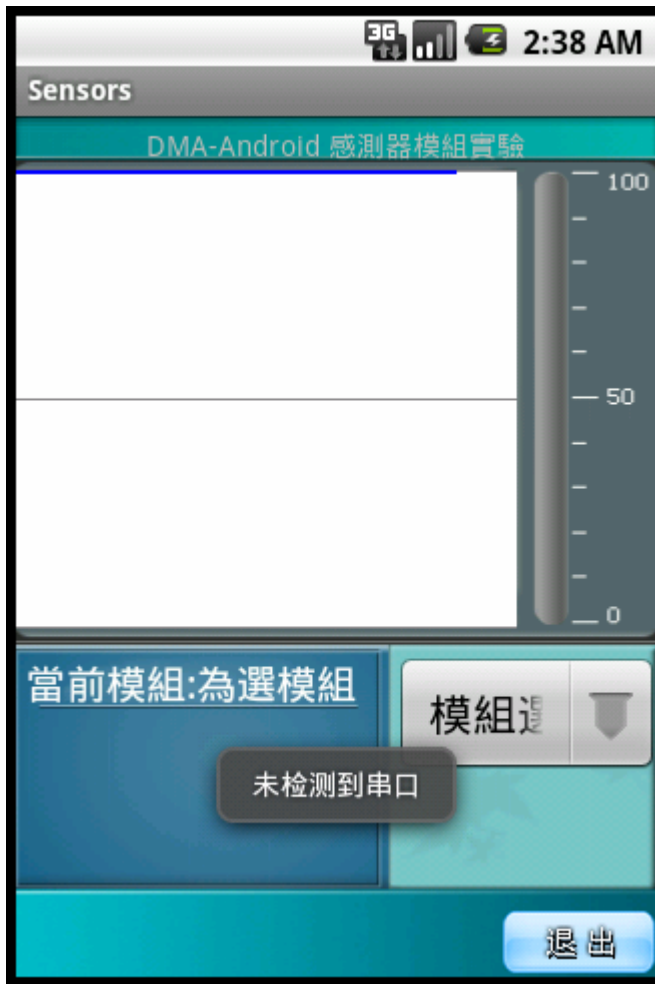 3G 2:38 AM
Sensors
DMA-Android 感測器模組實驗
100
50
0
當前模組:為選模組
模組
未检测到串口
退出